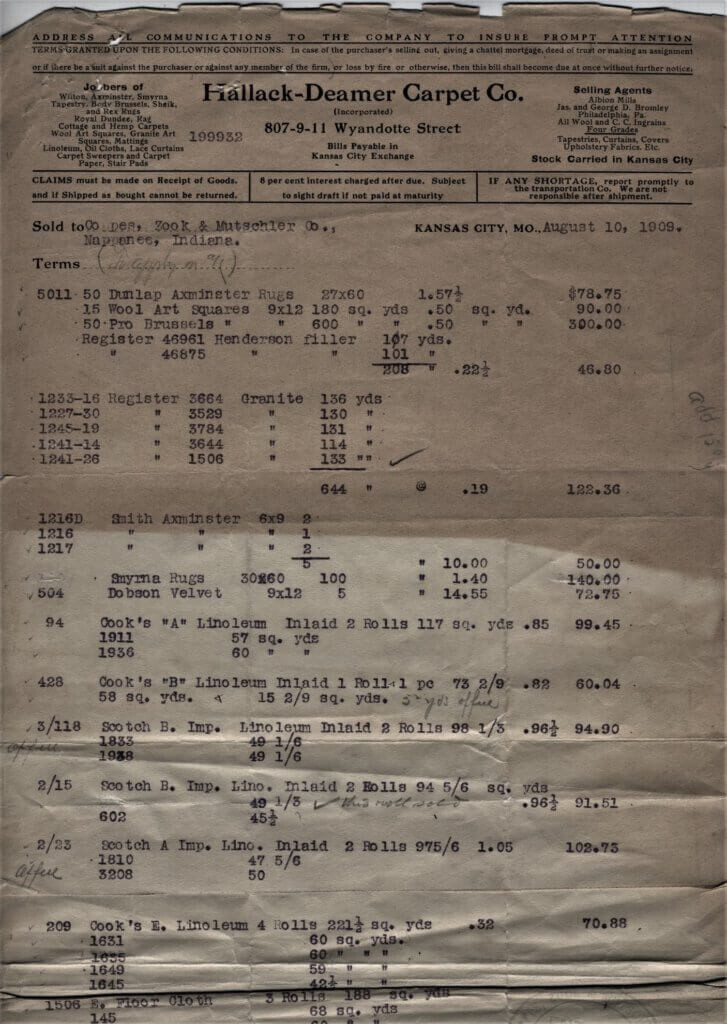 ADDRESS ALL COMMUNICATIONS TO THE COMPANY TO INSURE PROMPT ATTENTION
TERMS GRANTED UPON THE FOLLOWING CONDITIONS: In case of the purchaser's selling out, giving a chattel mortgage, deed of trust or making an assignment
or if there be a suit against the purchaser or against any member of the firm, or loss by fire or otherwise, then this bill shall become due at once without further notice.
Jobbers of
Wilton, Axminster, Smyrna
Tapestry, Body Brussels, Sheik,
and Rex Rugs
Royal Dundee, Rag
Cottage and Hemp Carpets
Wool Art Squares, Granite Art
Squares, Mattings
Linoleum, Oil Cloths, Lace Curtains
Carpet Sweepers and Carpet
Paper, Stair Pads
199932
Hallack-Deamer Carpet Co.
(Incorporated)
807-9-11 Wyandotte Street
Bills Payable in
Kansas City Exchange
Selling Agents
Albion Mills
Jas. and George D. Bromley
Philadelphia, Pa.
All Wool and C. C. Ingrains
Four Grades
Tapestries, Curtains, Covers
Upholstery Fabrics, Etc.
Stock Carried in Kansas City
CLAIMS must be made on Receipt of Goods.
and if Shipped as bought cannot be returned.
8 per cent interest charged after due. Subject
to sight draft if not paid at maturity
IF ANY SHORTAGE, report promptly to
the transportation Co. We are not
responsible after shipment.
Sold to Co pes, Zook & Mutschler Co.,
Nappanee, Indiana.
KANSAS CITY, MO., August 10, 1909.
Terms
5011 50 Dunlap Axminster Rugs 27x60 1.57½ $78.75
15 Wool Art Squares 9x12 180 sq. yds .50 sq. yd. 90.00
50 Pro Brussels " " 600 " " .50 " " 300.00
Register 46961 Henderson filler 107 yds.
" 46875 " " 101 "
208 " .22½ 46.80
1233-16 Register 3664 Granite 136 yds
1227-30 " 3529 " 130 "
1245-19 " 3784 " 131 "
1241-14 " 3644 " 114 "
1241-26 " 1506 " 133 ""
644 " @ .19 122.36
1216D Smith Axminster 6x9 2
1216 " " " 1
1217 " " " 2
5 " 10.00 50.00
Smyrna Rugs 30x60 100 " 1.40 140.00
504 Dobson Velvet 9x12 5 " 14.55 72.75
94 Cook's "A" Linoleum Inlaid 2 Rolls 117 sq. yds .85 99.45
1911 57 sq. yds
1936 60 " "
428 Cook's "B" Linoleum Inlaid 1 Roll 1 pc 73 2/9 .82 60.04
58 sq. yds. 15 2/9 sq. yds. 5 yds office
3/118 Scotch B. Imp. Linoleum Inlaid 2 Rolls 98 1/3 .96½ 94.90
office 1833 49 1/6
1938 49 1/6
2/15 Scotch B. Imp. Lino. Inlaid 2 Rolls 94 5/6 sq. yds
49 1/3 this roll sold .96½ 91.51
602 45½
2/23 Scotch A Imp. Lino. Inlaid 2 Rolls 975/6 1.05 102.73
1810 47 5/6
office 3208 50
209 Cook's E. Linoleum 4 Rolls 221½ sq. yds .32 70.88
1631 60 sq. yds.
1635 60 " " "
1649 59 " "
1645 42½ " "
1506 E. Floor Cloth 3 Rolls 188 sq. yds
145 68 " "
60 " "